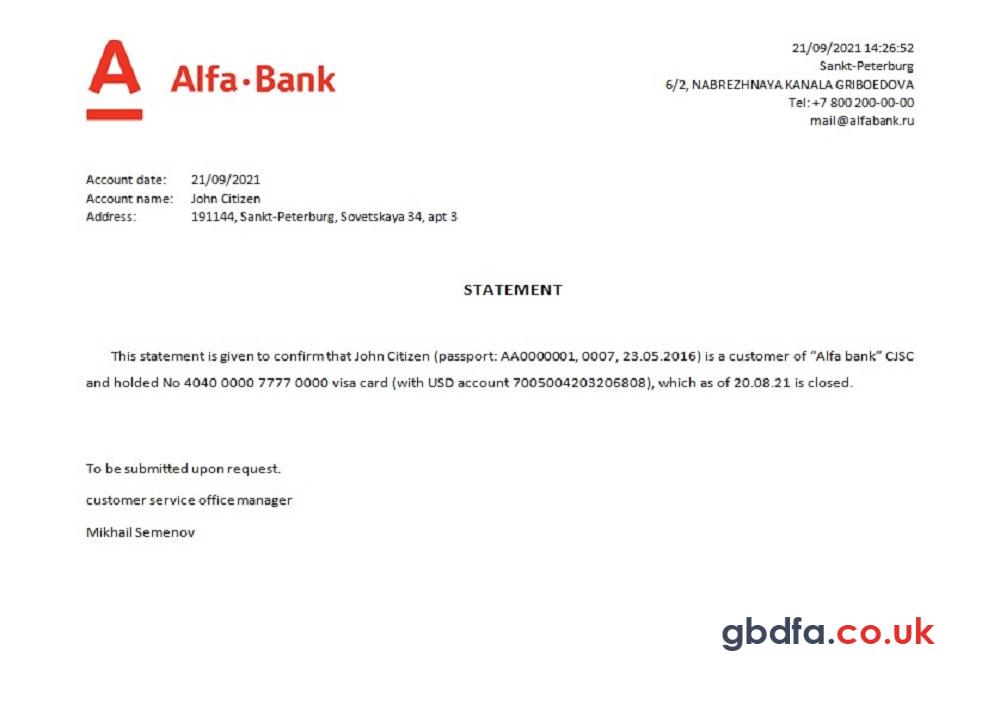 Alfa·Bank
21/09/2021 14:26:52
Sankt-Peterburg
6/2, NABREZHNAYA KANALA GRIBOEDOVA
Tel: +7 800 200-00-00
mail@alfabank.ru
Account date: 21/09/2021
Account name: John Citizen
Address: 191144, Sankt-Peterburg, Sovetskaya 34, apt 3
STATEMENT
This statement is given to confirm that John Citizen (passport: AA0000001, 0007, 23.05.2016) is a customer of “Alfa bank” CJSC
and holded No 4040 0000 7777 0000 visa card (with USD account 7005004203206808), which as of 20.08.21 is closed.
To be submitted upon request.
customer service office manager
Mikhail Semenov
gbdfa.co.uk